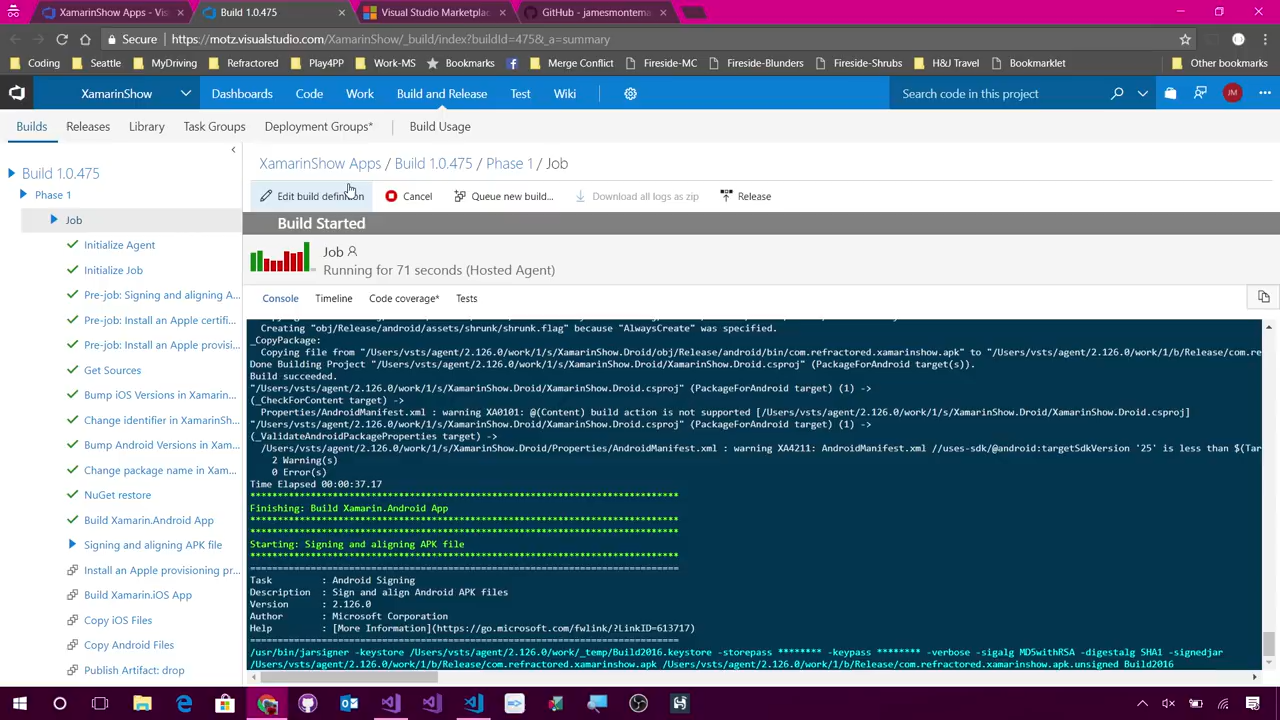 XamarinShow Apps - Vis
Build 1.0.475
Visual Studio Marketplac
GitHub - jamesmontema
Secure
https://motz.visualstudio.com/XamarinShow/_build/index?buildId=475&_a=summary
Coding
Seattle
MyDriving
Refractored
Play4PP
Work-MS
Bookmarks
Merge Conflict
Fireside-MC
Fireside-Blunders
Fireside-Shrubs
H&J Travel
Bookmarklet
Other bookmarks
XamarinShow
Dashboards
Code
Work
Build and Release
Test
Wiki
Search code in this project
JM
Builds
Releases
Library
Task Groups
Deployment Groups*
Build Usage
Build 1.0.475
Phase 1
Job
Initialize Agent
Initialize Job
Pre-job: Signing and aligning A...
Pre-job: Install an Apple certifi...
Pre-job: Install an Apple provisi...
Get Sources
Bump iOS Versions in Xamarin...
Change identifier in XamarinSh...
Bump Android Versions in Xa...
Change package name in Xam...
NuGet restore
Build Xamarin.Android App
Signing and aligning APK file
Install an Apple provisioning pr...
Build Xamarin.iOS App
Copy iOS Files
Copy Android Files
Publish Artifact: drop
XamarinShow Apps / Build 1.0.475 / Phase 1 / Job
Edit build definition
Cancel
Queue new build...
Download all logs as zip
Release
Build Started
Job
Running for 71 seconds (Hosted Agent)
Console
Timeline
Code coverage*
Tests
Creating "obj/Release/android/assets/shrunk/shrunk.flag" because "AlwaysCreate" was specified.
_CopyPackage:
Copying file from "/Users/vsts/agent/2.126.0/work/1/s/XamarinShow.Droid/obj/Release/android/bin/com.refractored.xamarinshow.apk" to "/Users/vsts/agent/2.126.0/work/1/b/Release/com.re
Done Building Project "/Users/vsts/agent/2.126.0/work/1/s/XamarinShow.Droid/XamarinShow.Droid.csproj" (PackageForAndroid target(s)).
Build succeeded.
"/Users/vsts/agent/2.126.0/work/1/s/XamarinShow.Droid/XamarinShow.Droid.csproj" (PackageForAndroid target) (1) ->
(_CheckForContent target) ->
Properties/AndroidManifest.xml : warning XA0101: @(Content) build action is not supported [/Users/vsts/agent/2.126.0/work/1/s/XamarinShow.Droid/XamarinShow.Droid.csproj]
"/Users/vsts/agent/2.126.0/work/1/s/XamarinShow.Droid/XamarinShow.Droid.csproj" (PackageForAndroid target) (1) ->
(_ValidateAndroidPackageProperties target) ->
/Users/vsts/agent/2.126.0/work/1/s/XamarinShow.Droid/Properties/AndroidManifest.xml : warning XA4211: AndroidManifest.xml //uses-sdk/@android:targetSdkVersion '25' is less than $(Tar
2 Warning(s)
0 Error(s)
Time Elapsed 00:00:37.17
******************************************************************************
Finishing: Build Xamarin.Android App
******************************************************************************
******************************************************************************
Starting: Signing and aligning APK file
******************************************************************************
==============================================================================
Task : Android Signing
Description : Sign and align Android APK files
Version : 2.126.0
Author : Microsoft Corporation
Help : [More Information](https://go.microsoft.com/fwlink/?LinkID=613717)
==============================================================================
/usr/bin/jarsigner -keystore /Users/vsts/agent/2.126.0/work/_temp/Build2016.keystore -storepass ******** -keypass ******** -verbose -sigalg MD5withRSA -digestalg SHA1 -signedjar
/Users/vsts/agent/2.126.0/work/1/b/Release/com.refractored.xamarinshow.apk /Users/vsts/agent/2.126.0/work/1/b/Release/com.refractored.xamarinshow.apk.unsigned Build2016